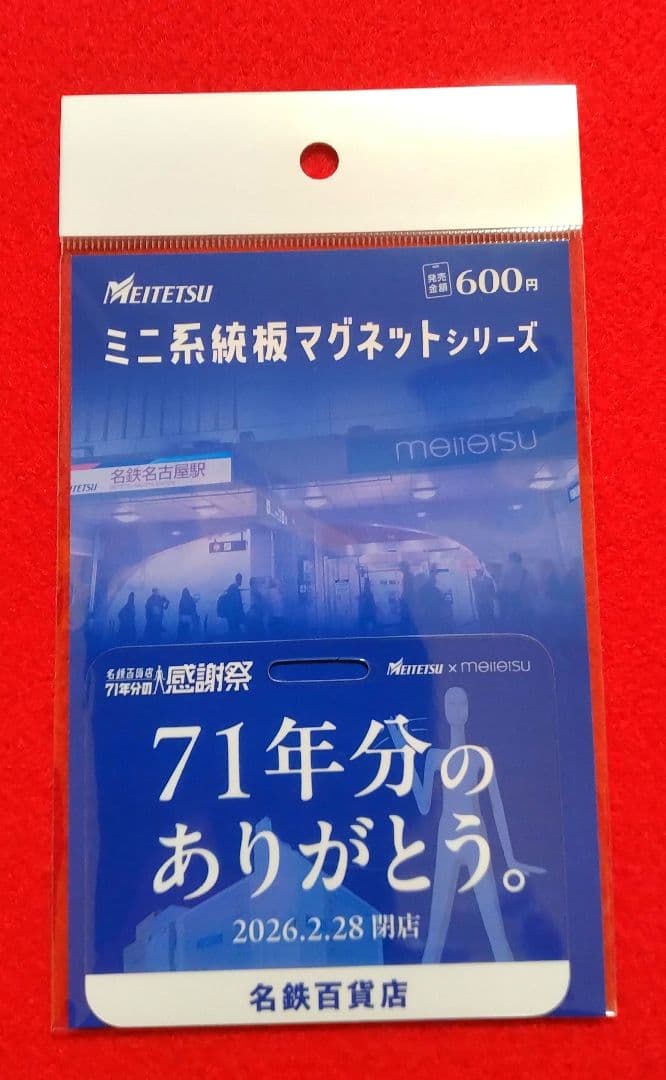 MEITETSU
発売金額 600円
ミニ系統板マグネットシリーズ
meitetsu
名鉄名古屋駅
名鉄百貨店
71年分の感謝祭
MEITETSU × meitetsu
71年分の
ありがとう。
2026.2.28 閉店
名鉄百貨店